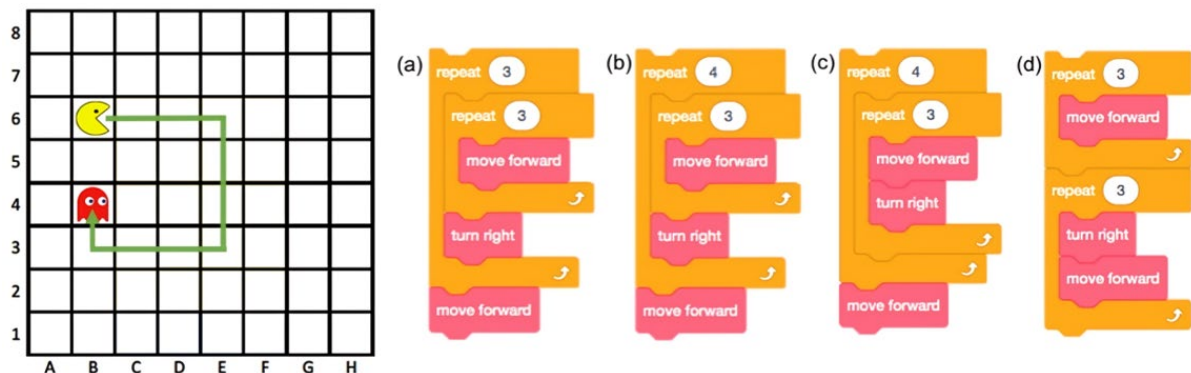 8
7
6
5
4
3
2
1
A B C D E F G H
(a)
repeat 3
repeat 3
move forward
turn right
move forward
(b)
repeat 4
repeat 3
move forward
turn right
move forward
(c)
repeat 4
repeat 3
move forward
turn right
move forward
(d)
repeat 3
move forward
repeat 3
turn right
move forward